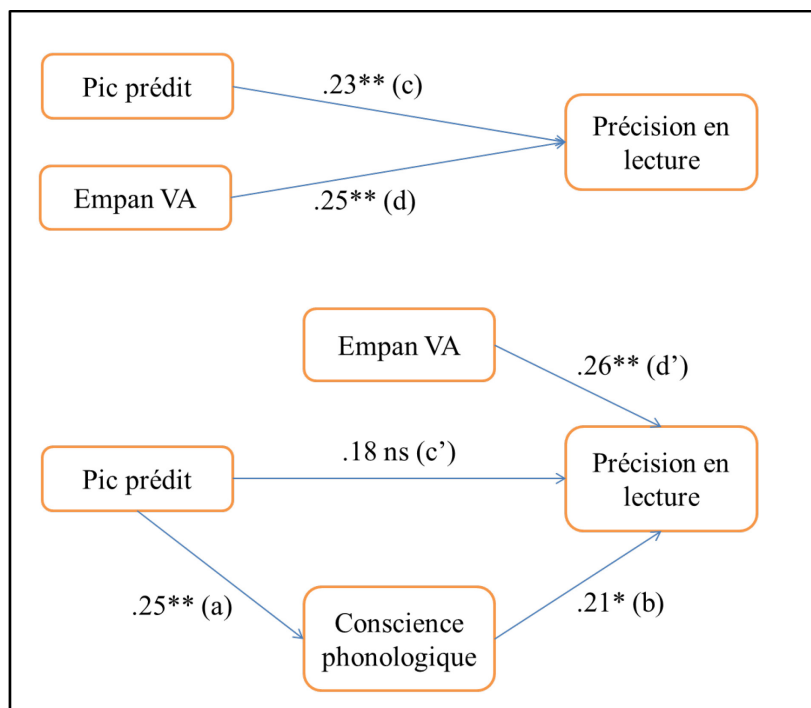 Pic prédit
.23** (c)
Précision en
lecture
Empan VA
.25** (d)
Empan VA
.26** (d’)
Pic prédit
.18 ns (c’)
Précision en
lecture
.25** (a)
Conscience
phonologique
.21* (b)